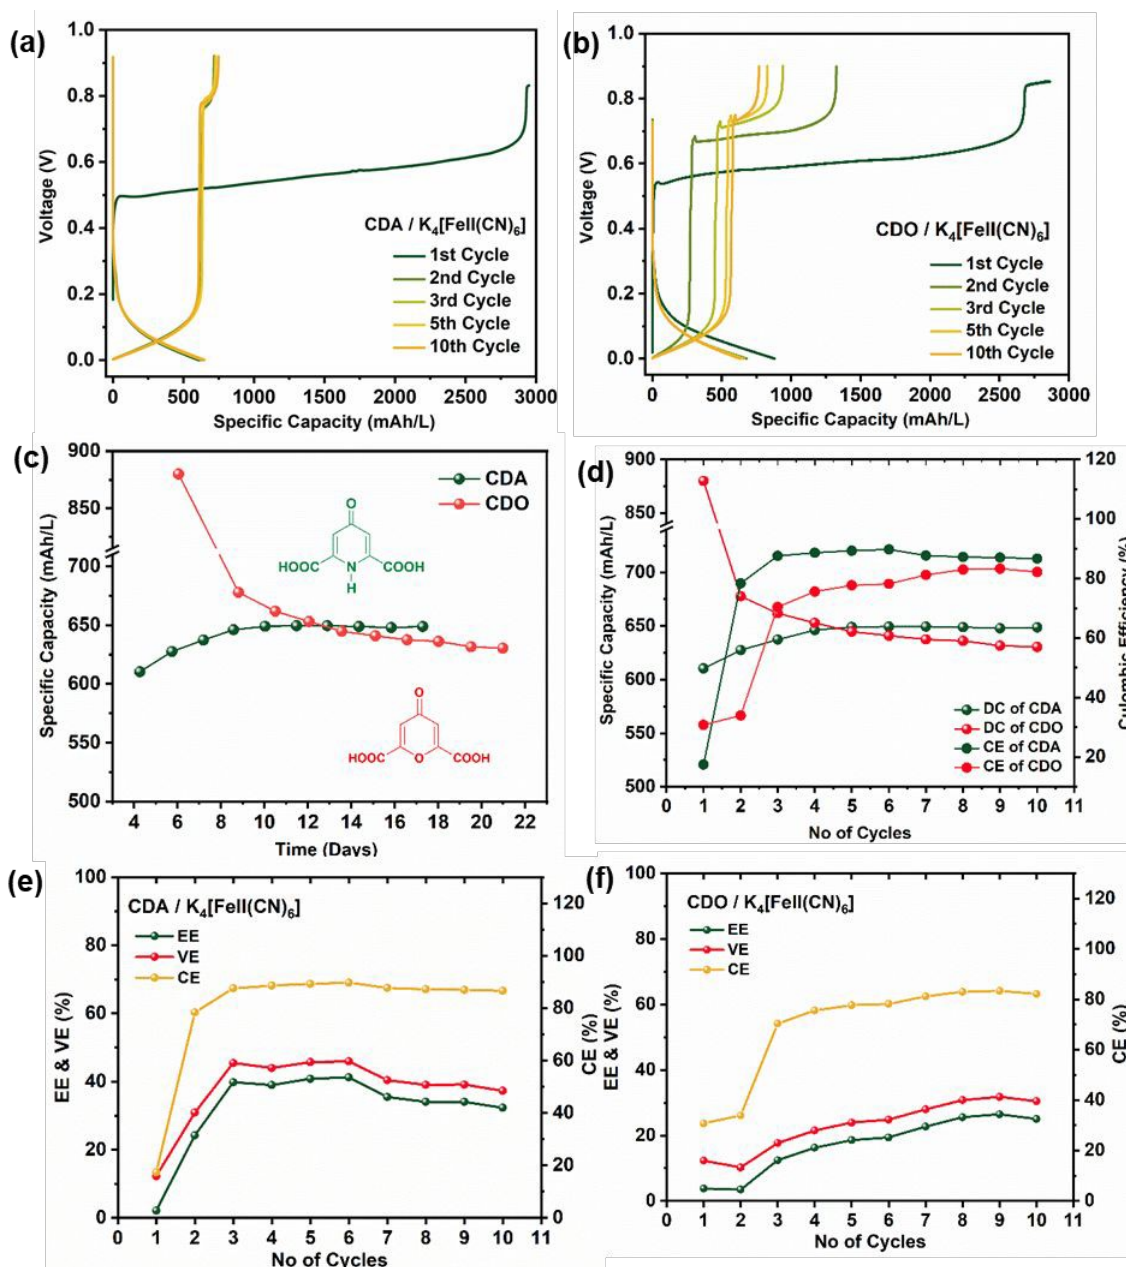 (a)
1.0
0.8
0.6
0.4
0.2
0.0
Voltage (V)
CDA / K4[FeII(CN)6]
1st Cycle
2nd Cycle
3rd Cycle
5th Cycle
10th Cycle
0 500 1000 1500 2000 2500 3000
Specific Capacity (mAh/L)
(b)
1.0
0.8
0.6
0.4
0.2
0.0
Voltage (V)
CDO / K4[FeII(CN)6]
1st Cycle
2nd Cycle
3rd Cycle
5th Cycle
10th Cycle
0 500 1000 1500 2000 2500 3000
Specific Capacity (mAh/L)
(c)
900
850
700
650
600
550
500
Specific Capacity (mAh/L)
CDA
CDO
O
HOOC N COOH
H
O
HOOC O COOH
4 6 8 10 12 14 16 18 20 22
Time (Days)
(d)
900
850
700
650
600
550
500
Specific Capacity (mAh/L)
120
100
80
60
40
20
Culombic Efficiency (%)
DC of CDA
DC of CDO
CE of CDA
CE of CDO
0 1 2 3 4 5 6 7 8 9 10 11
No of Cycles
(e)
100
80
60
40
20
0
EE & VE (%)
CDA / K4[FeII(CN)6]
EE
VE
CE
120
100
80
60
40
20
0
CE (%)
0 1 2 3 4 5 6 7 8 9 10 11
No of Cycles
(f)
100
80
60
40
20
0
EE & VE (%)
CDO / K4[FeII(CN)6]
EE
VE
CE
120
100
80
60
40
20
0
CE (%)
0 1 2 3 4 5 6 7 8 9 10 11
No of Cycles